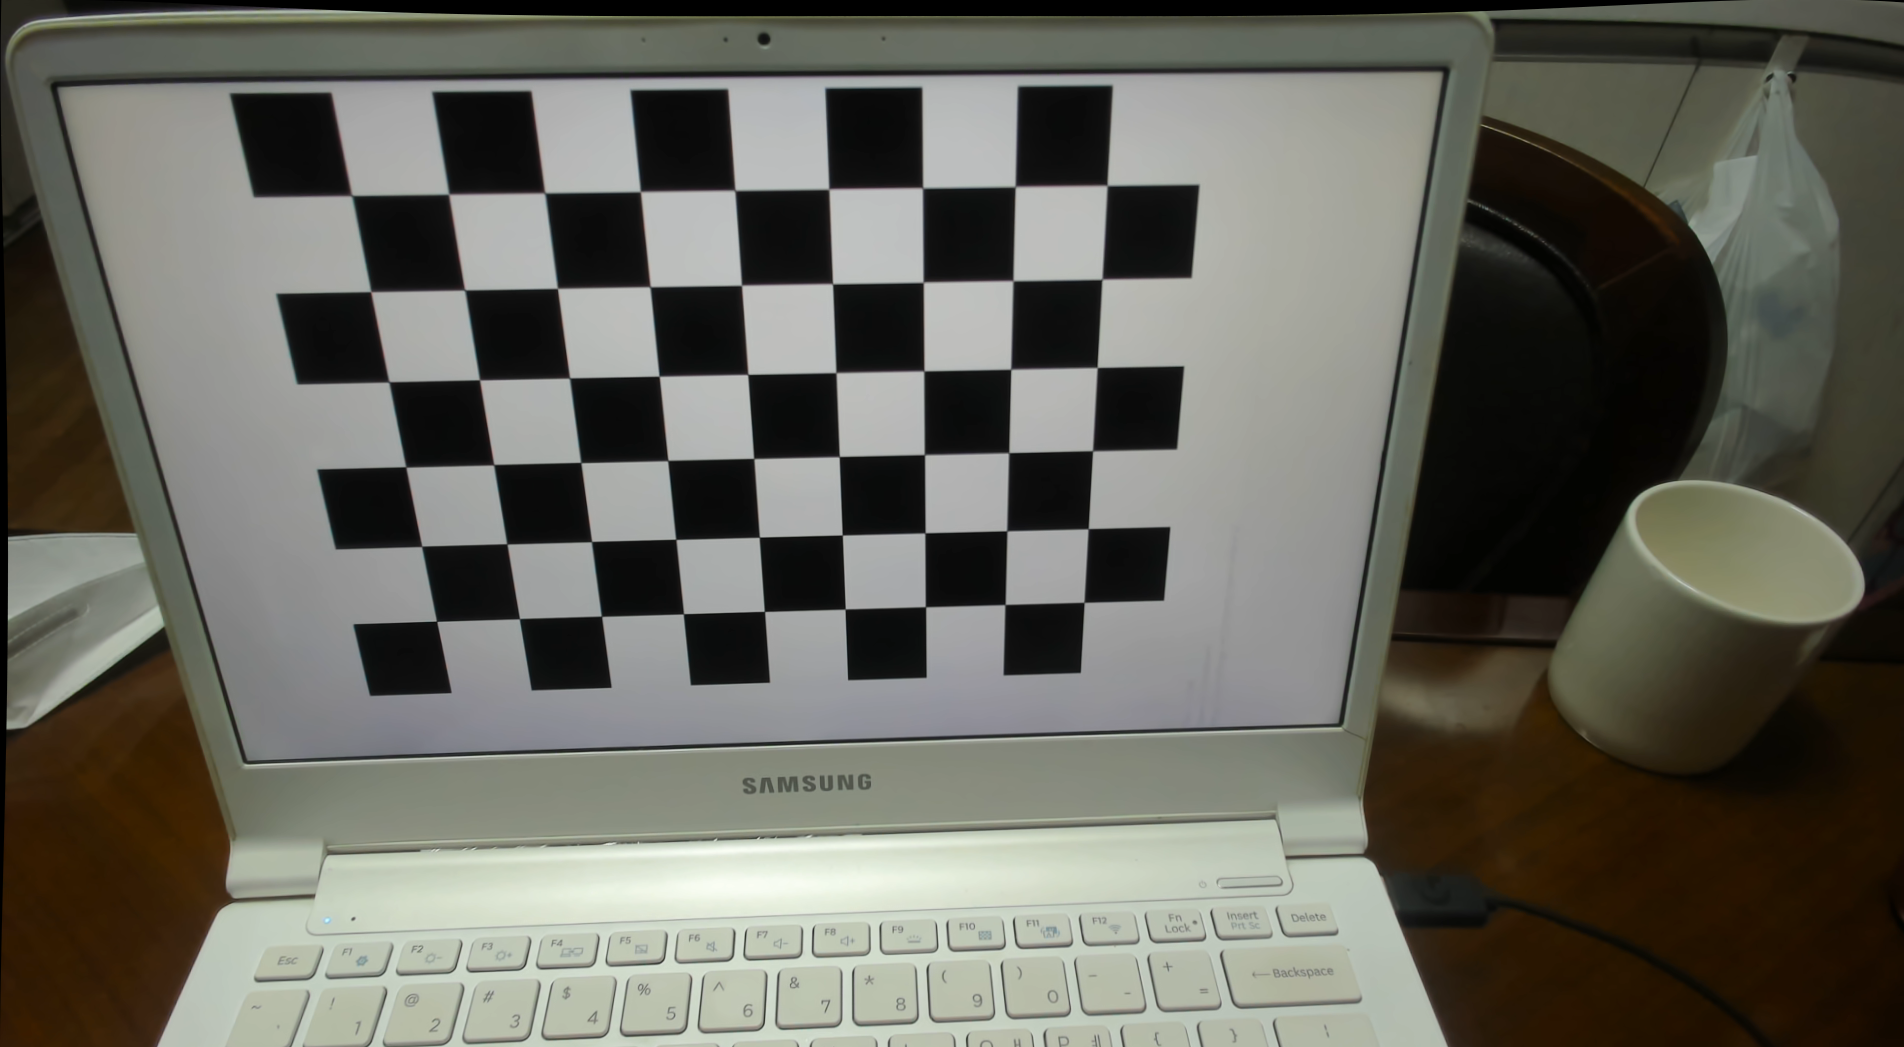 SAMSUNG
Esc F1 F2 F3 F4 F5 F6 F7 F8 F9 F10 F11 F12 Fn Lock Insert Prt Sc Delete
~ ! 1 @ 2 # 3 $ 4 % 5 ^ 6 & 7 * 8 ( 9 ) 0 - - + = ← Backspace
{ }